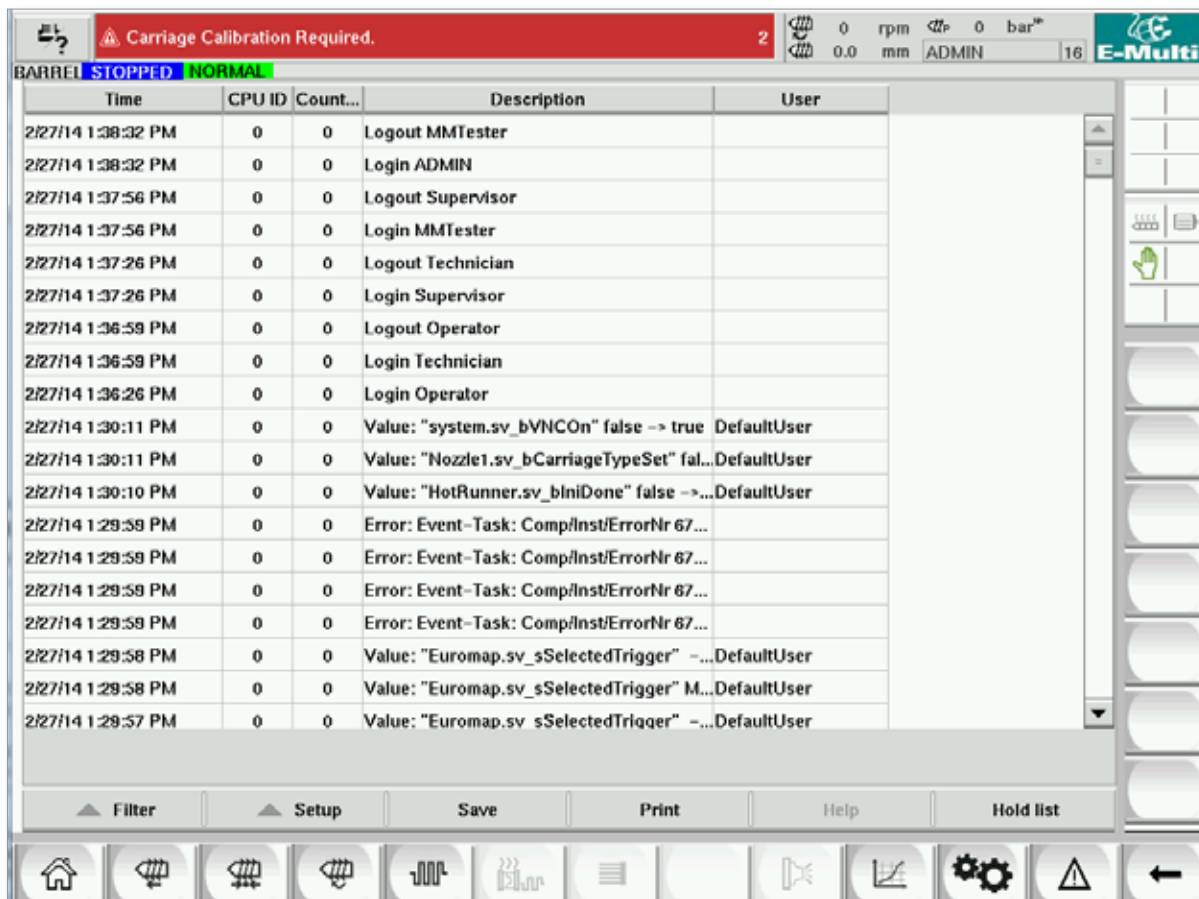 Carriage Calibration Required. 2
0 rpm 0 bar
0.0 mm ADMIN 16
E-Multi
BARREL STOPPED NORMAL
Time CPU ID Count... Description User
2/27/14 1:38:32 PM 0 0 Logout MMTester
2/27/14 1:38:32 PM 0 0 Login ADMIN
2/27/14 1:37:56 PM 0 0 Logout Supervisor
2/27/14 1:37:56 PM 0 0 Login MMTester
2/27/14 1:37:26 PM 0 0 Logout Technician
2/27/14 1:37:26 PM 0 0 Login Supervisor
2/27/14 1:36:59 PM 0 0 Logout Operator
2/27/14 1:36:59 PM 0 0 Login Technician
2/27/14 1:36:26 PM 0 0 Login Operator
2/27/14 1:30:11 PM 0 0 Value: "system.sv_bVNCOn" false -> true DefaultUser
2/27/14 1:30:11 PM 0 0 Value: "Nozzle1.sv_bCarriageTypeSet" fal... DefaultUser
2/27/14 1:30:10 PM 0 0 Value: "HotRunner.sv_bIniDone" false ->... DefaultUser
2/27/14 1:29:59 PM 0 0 Error: Event-Task: Comp/Inst/ErrorNr 67...
2/27/14 1:29:59 PM 0 0 Error: Event-Task: Comp/Inst/ErrorNr 67...
2/27/14 1:29:59 PM 0 0 Error: Event-Task: Comp/Inst/ErrorNr 67...
2/27/14 1:29:59 PM 0 0 Error: Event-Task: Comp/Inst/ErrorNr 67...
2/27/14 1:29:58 PM 0 0 Value: "Euromap.sv_sSelectedTrigger" -... DefaultUser
2/27/14 1:29:58 PM 0 0 Value: "Euromap.sv_sSelectedTrigger" M... DefaultUser
2/27/14 1:29:57 PM 0 0 Value: "Euromap.sv_sSelectedTrigger" -... DefaultUser
Filter Setup Save Print Help Hold list